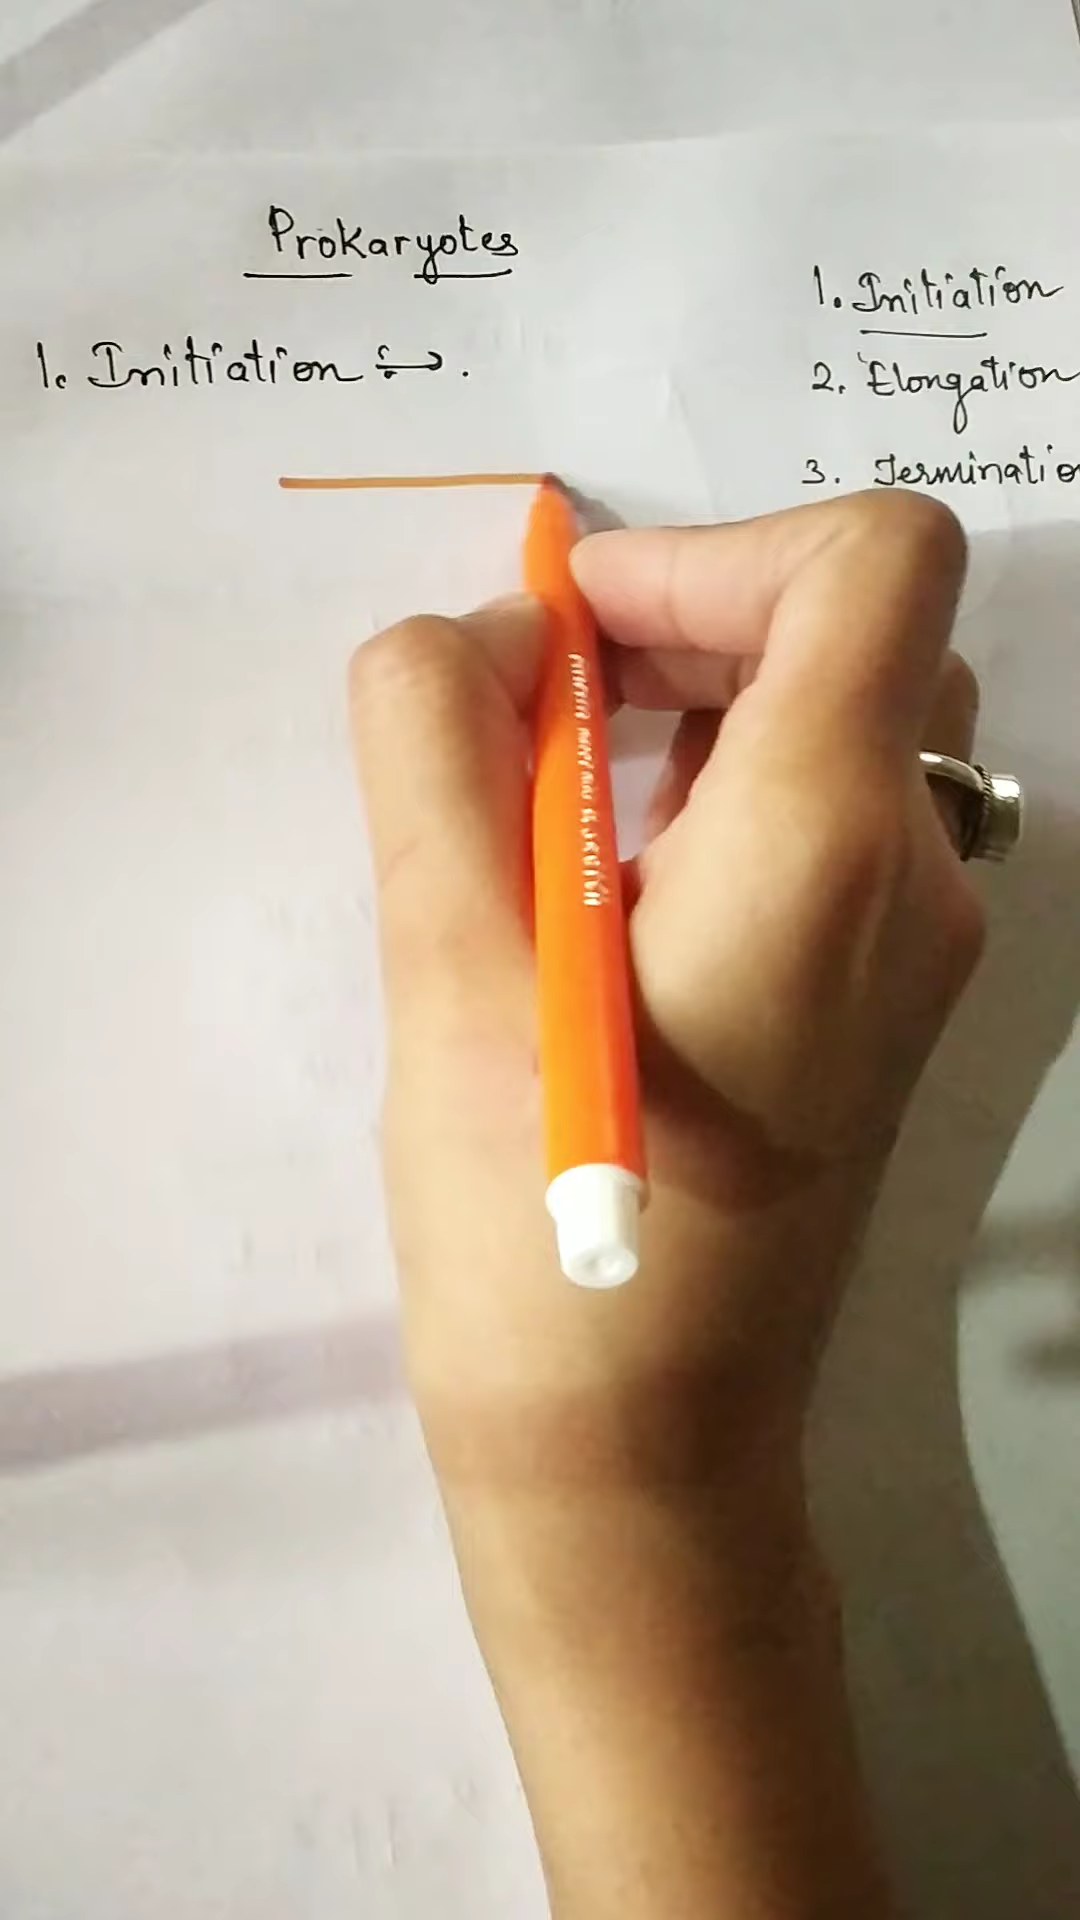 Prokaryotes
1. Initiation :→ .
1. Initiation
2. Elongation
3. Terminatio